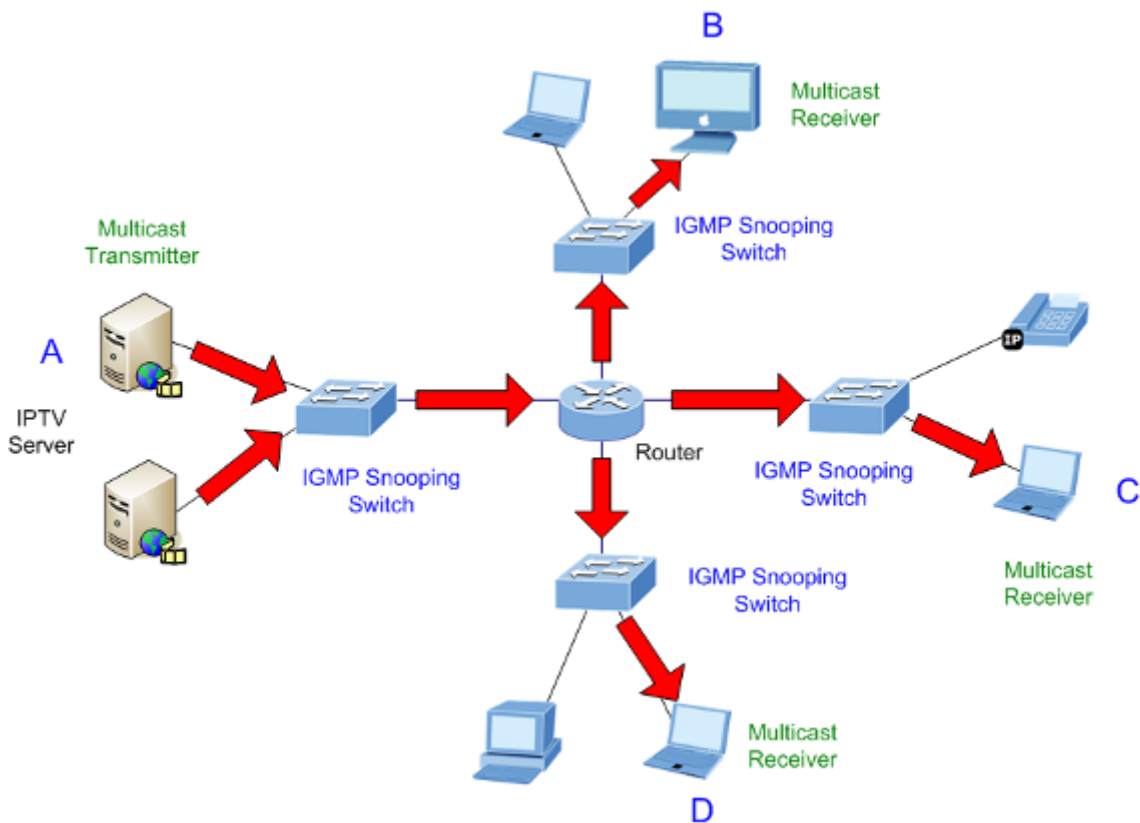 B
Multicast
Receiver
IGMP Snooping
Switch
Multicast
Transmitter
A
IPTV
Server
IGMP Snooping
Switch
Router
IP
IGMP Snooping
Switch
C
Multicast
Receiver
IGMP Snooping
Switch
Multicast
Receiver
D